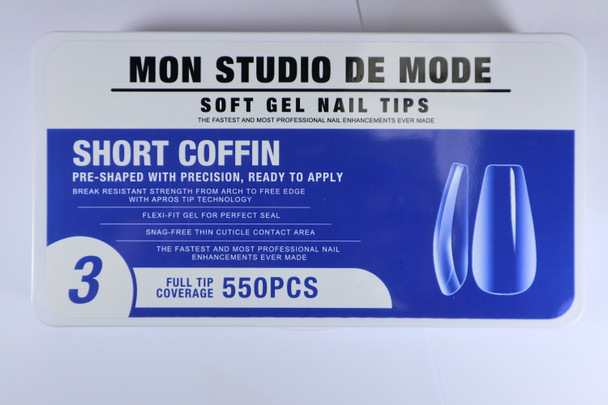 MON STUDIO DE MODE
SOFT GEL NAIL TIPS
THE FASTEST AND MOST PROFESSIONAL NAIL ENHANCEMENTS EVER MADE
SHORT COFFIN
PRE-SHAPED WITH PRECISION, READY TO APPLY
BREAK RESISTANT STRENGTH FROM ARCH TO FREE EDGE
WITH APROS TIP TECHNOLOGY
FLEXI-FIT GEL FOR PERFECT SEAL
SNAG-FREE THIN CUTICLE CONTACT AREA
THE FASTEST AND MOST PROFESSIONAL NAIL
ENHANCEMENTS EVER MADE
3
FULL TIP
COVERAGE 550PCS